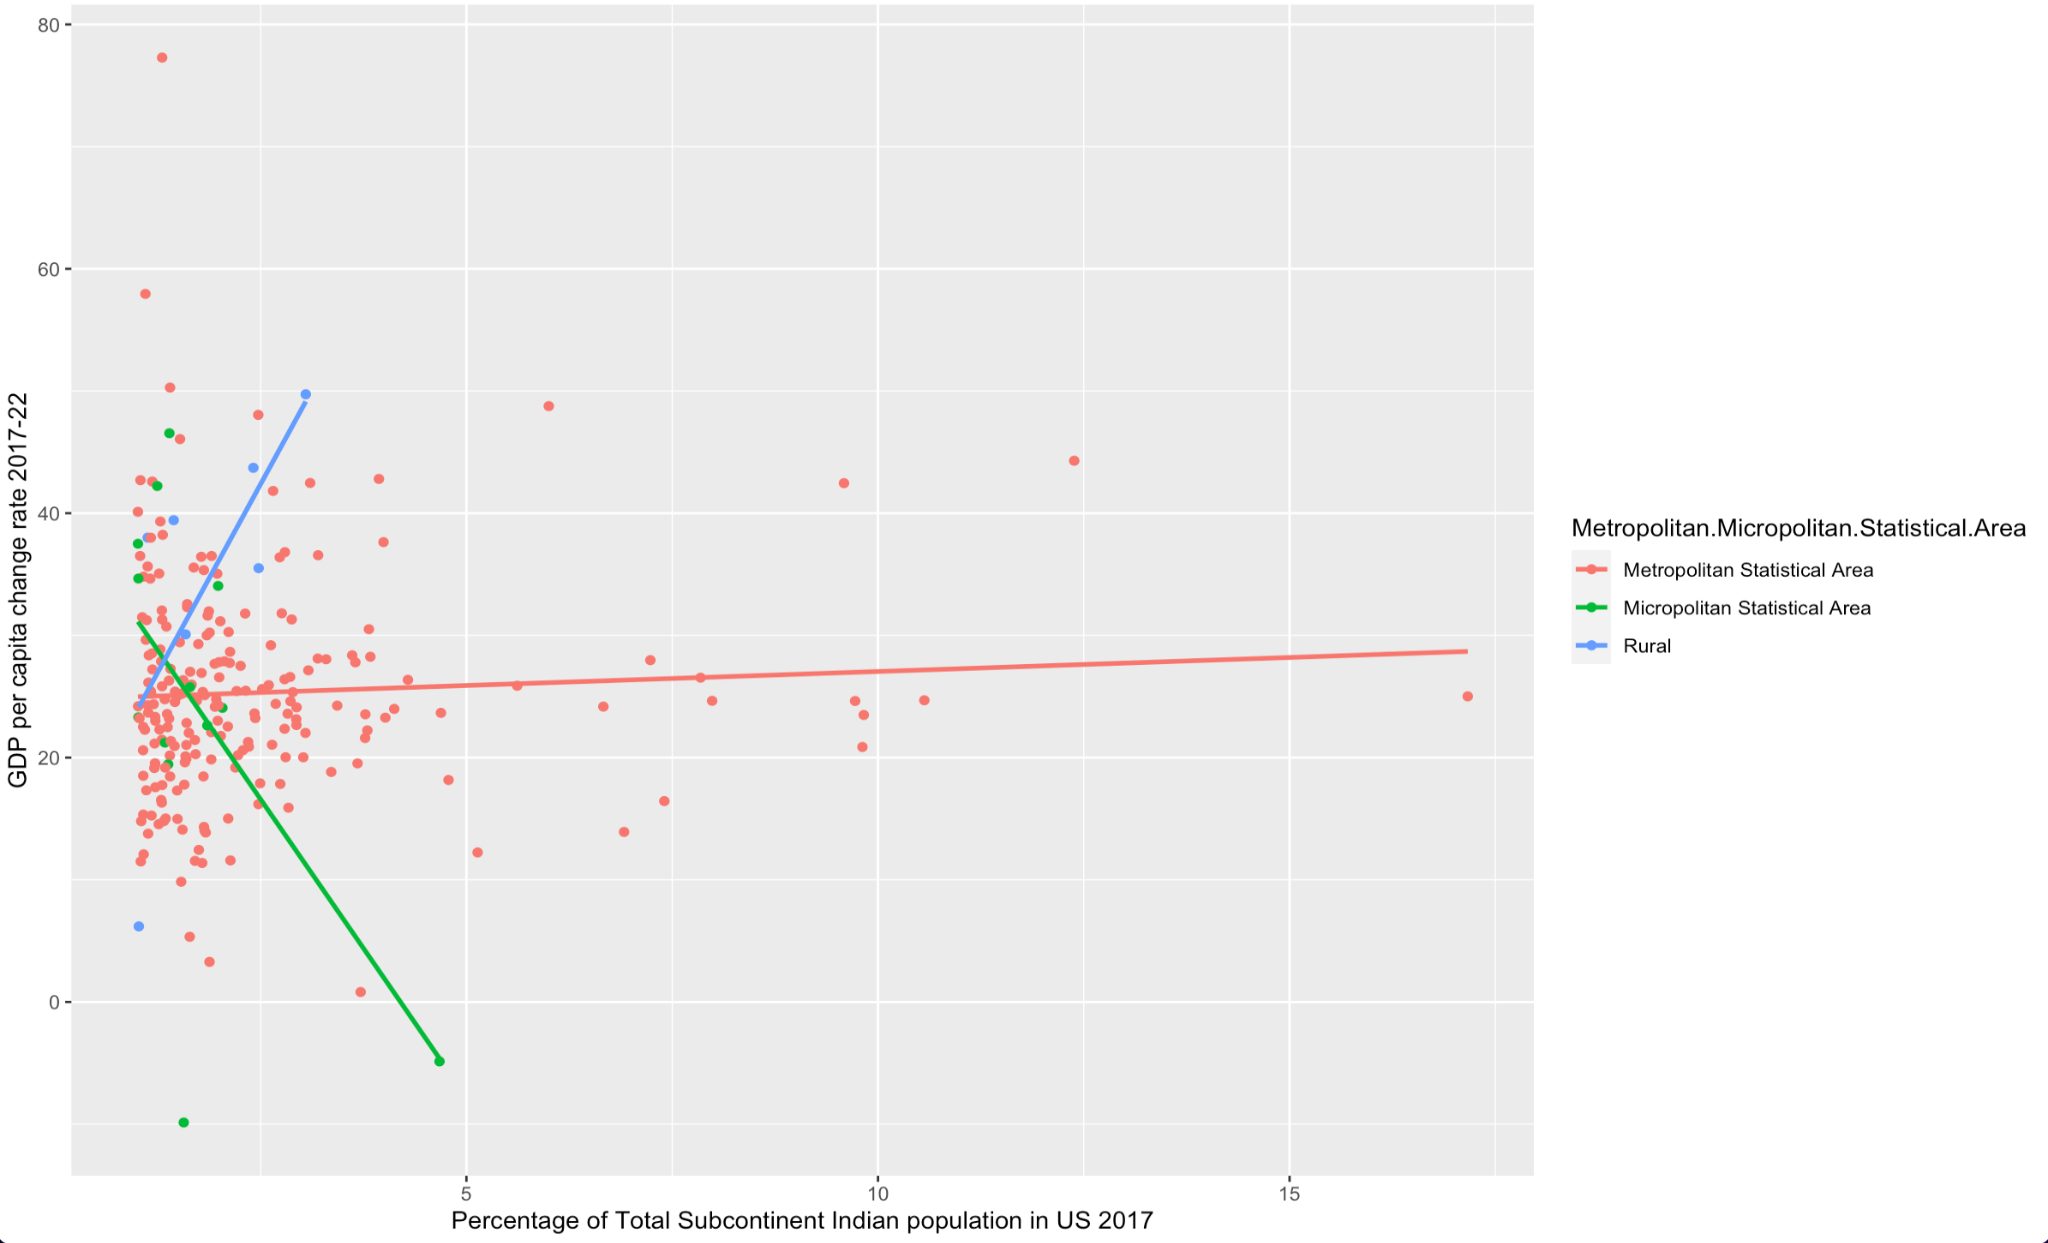 80
60
40
20
0
GDP per capita change rate 2017-22
5 10 15
Percentage of Total Subcontinent Indian population in US 2017
Metropolitan.Micropolitan.Statistical.Area
Metropolitan Statistical Area
Micropolitan Statistical Area
Rural